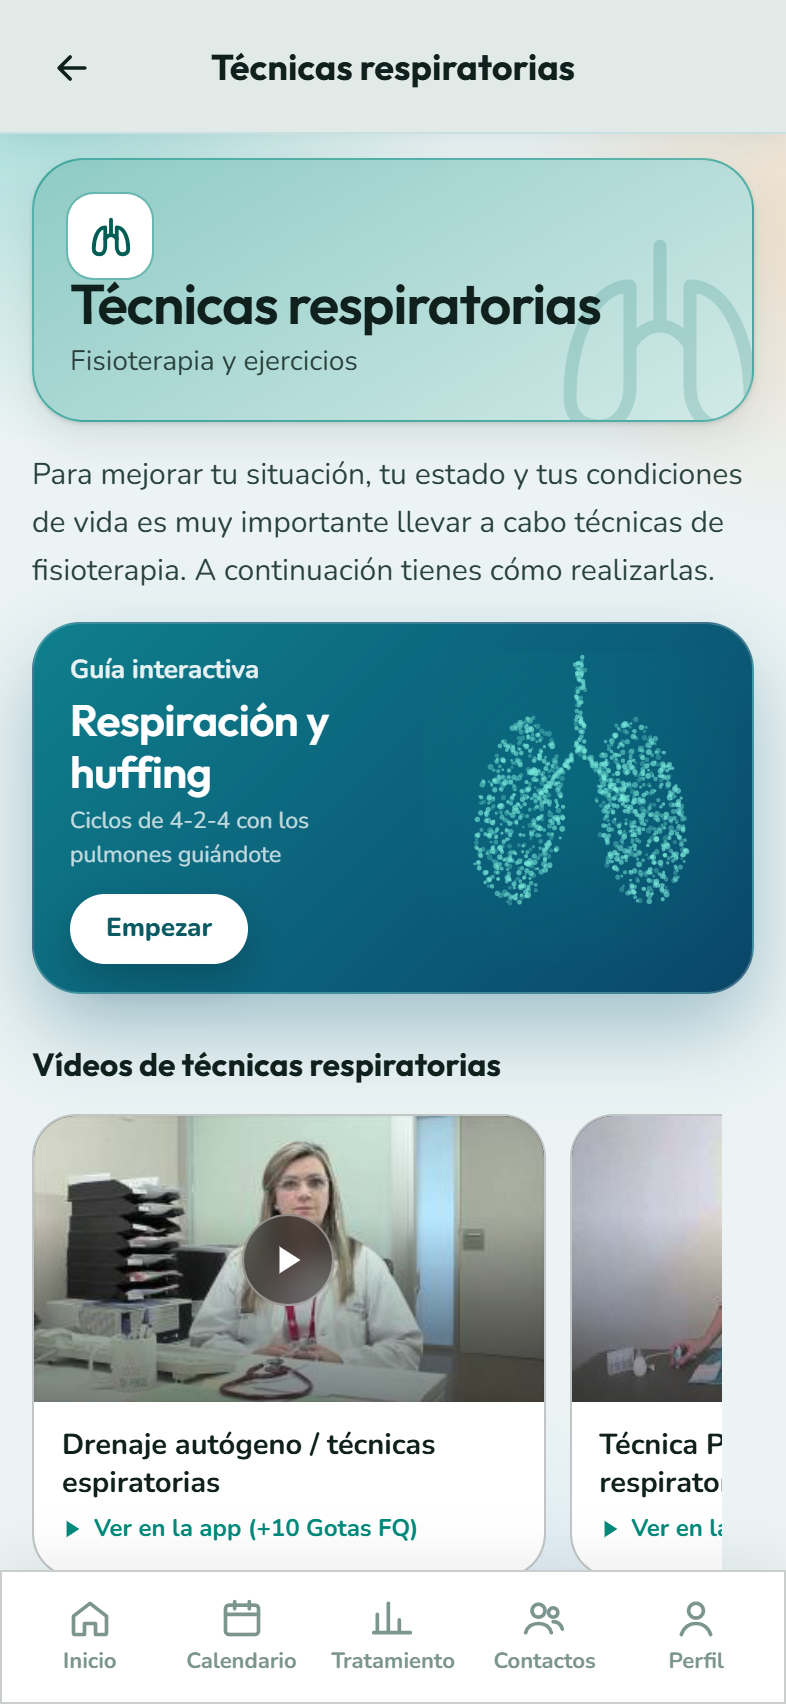 Técnicas respiratorias
Técnicas respiratorias
Fisioterapia y ejercicios
Para mejorar tu situación, tu estado y tus condiciones
de vida es muy importante llevar a cabo técnicas de
fisioterapia. A continuación tienes cómo realizarlas.
Guía interactiva
Respiración y
huffing
Ciclos de 4-2-4 con los
pulmones guiándote
Empezar
Vídeos de técnicas respiratorias
Drenaje autógeno / técnicas
espiratorias
Ver en la app (+10 Gotas FQ)
Técnica P
respirato
Ver en la
Inicio
Calendario
Tratamiento
Contactos
Perfil